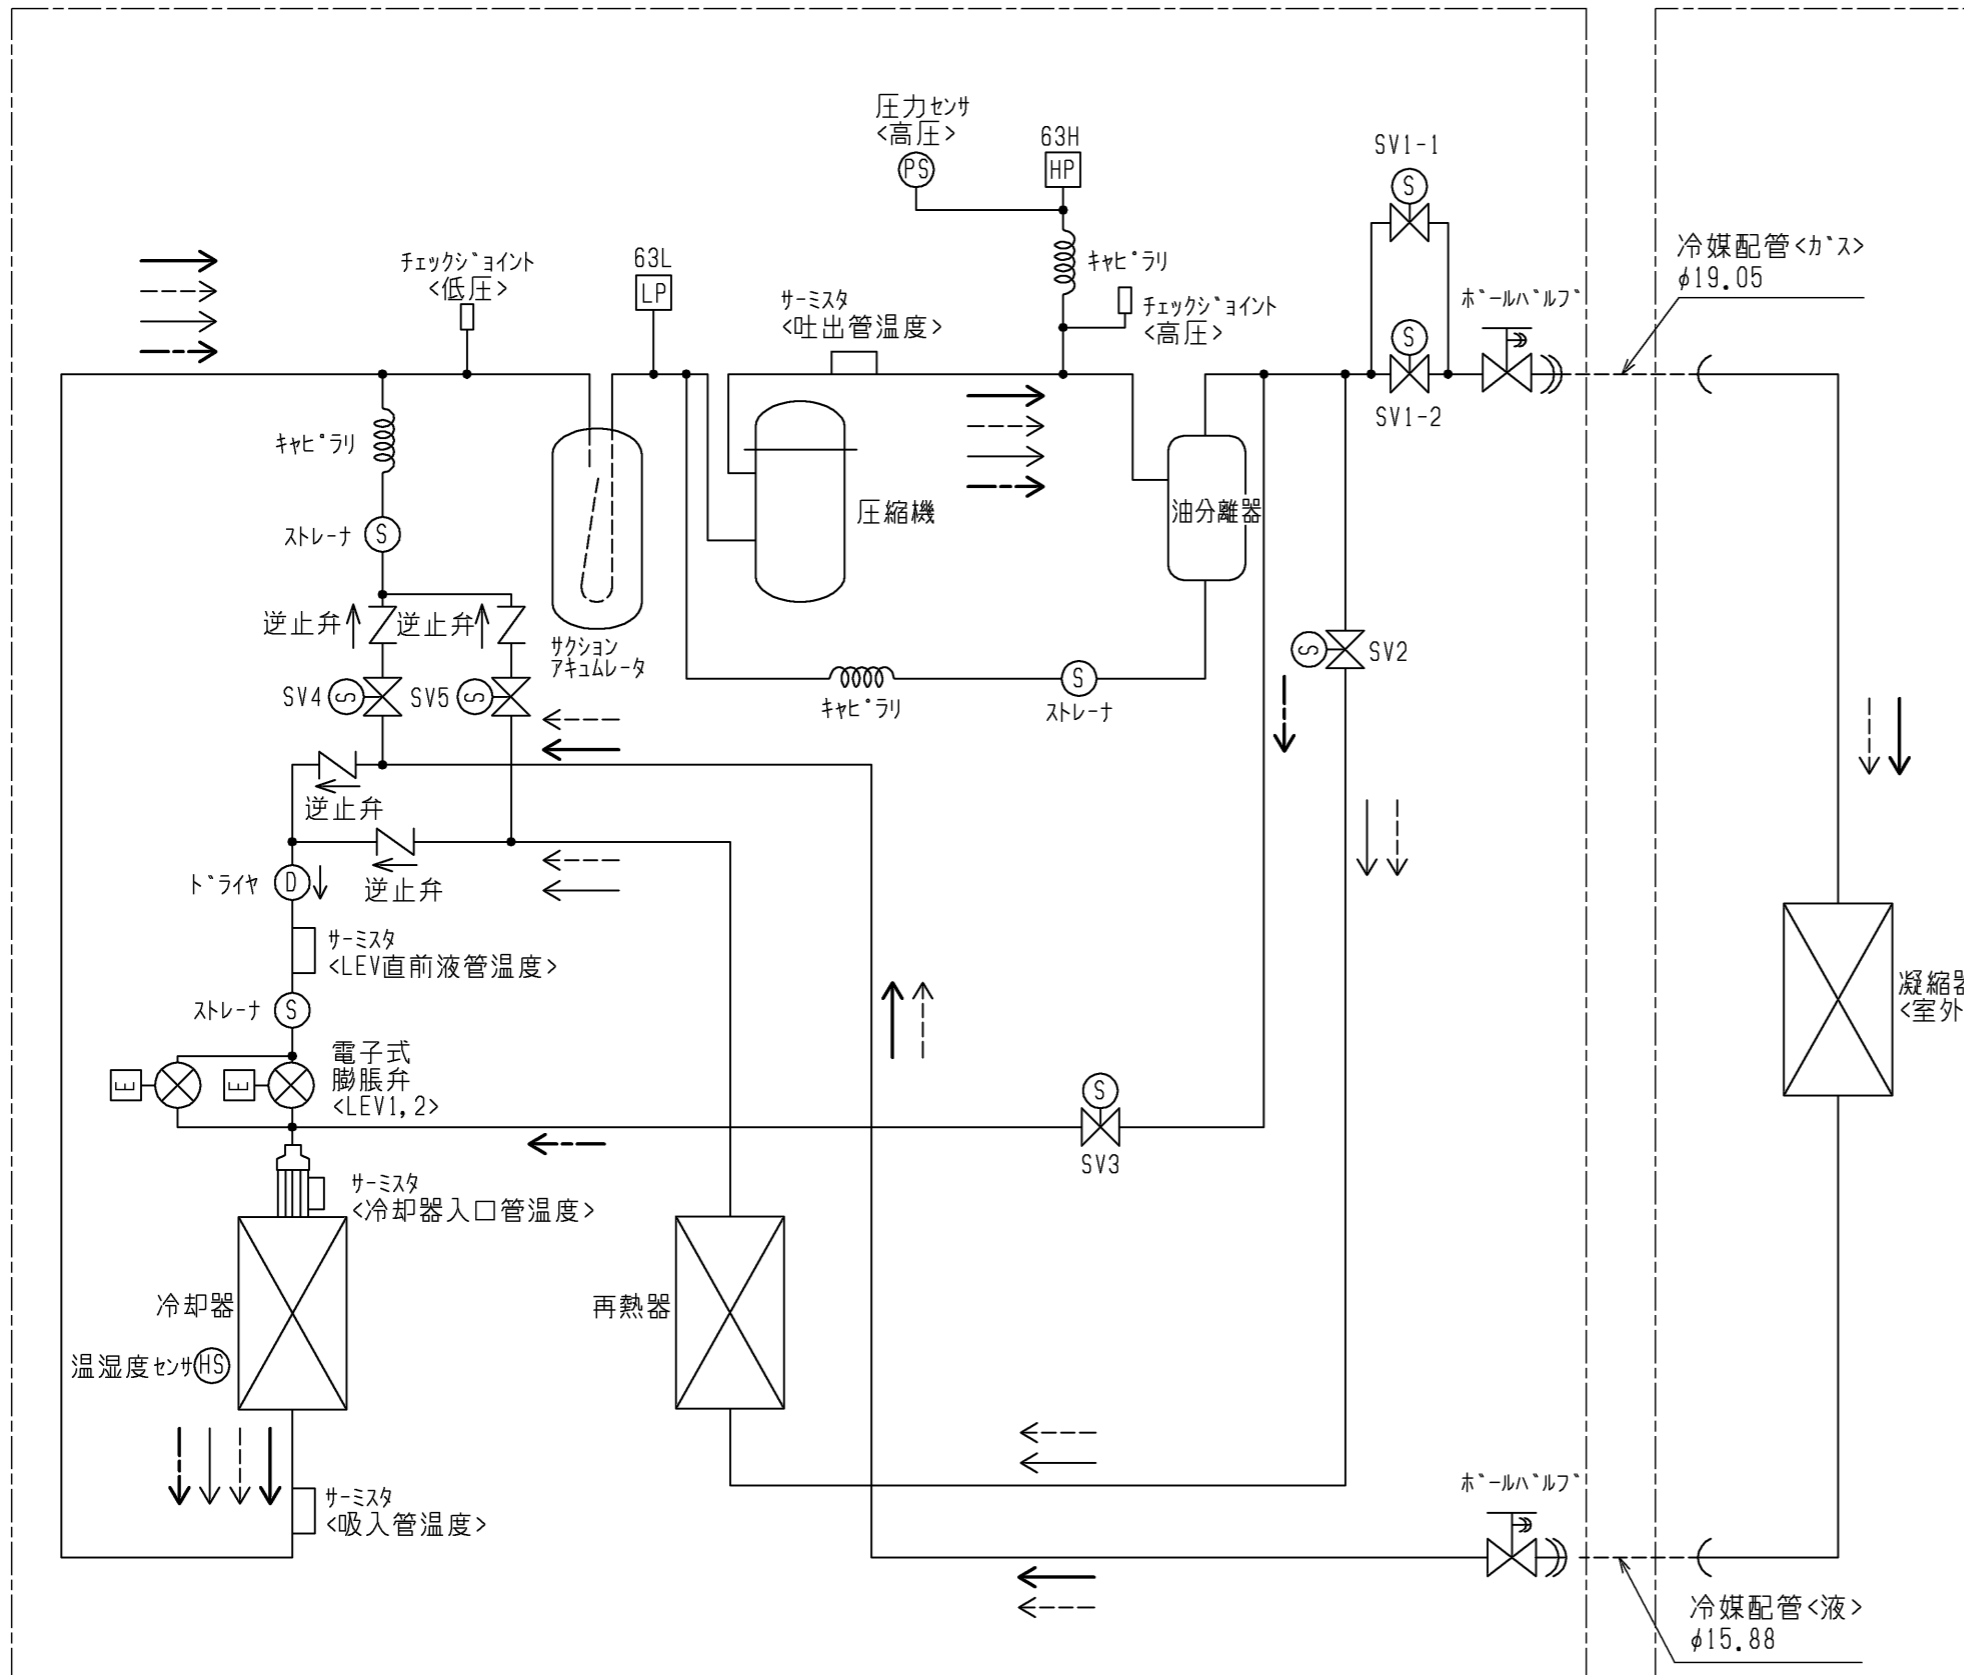 圧力センサ
<高圧>
PS
63H
HP
SV1-1
S
冷媒配管<ガス>
φ19.05
チェックジョイント
<低圧>
63L
LP
サーミスタ
<吐出管温度>
キャピラリ
チェックジョイント
<高圧>
ボールバルブ
S
SV1-2
キャピラリ
圧縮機
油分離器
ストレーナ
S
逆止弁
逆止弁
サクション
アキュムレータ
S
SV2
SV4
S
SV5
S
キャピラリ
S
ストレーナ
逆止弁
ドライヤ
D
逆止弁
サーミスタ
<LEV直前液管温度>
ストレーナ
S
凝縮器
<室外
電子式
膨脹弁
<LEV1,2>
E
E
S
SV3
サーミスタ
<冷却器入口管温度>
冷却器
再熱器
温湿度センサ
HS
サーミスタ
<吸入管温度>
ボールバルブ
冷媒配管<液>
φ15.88